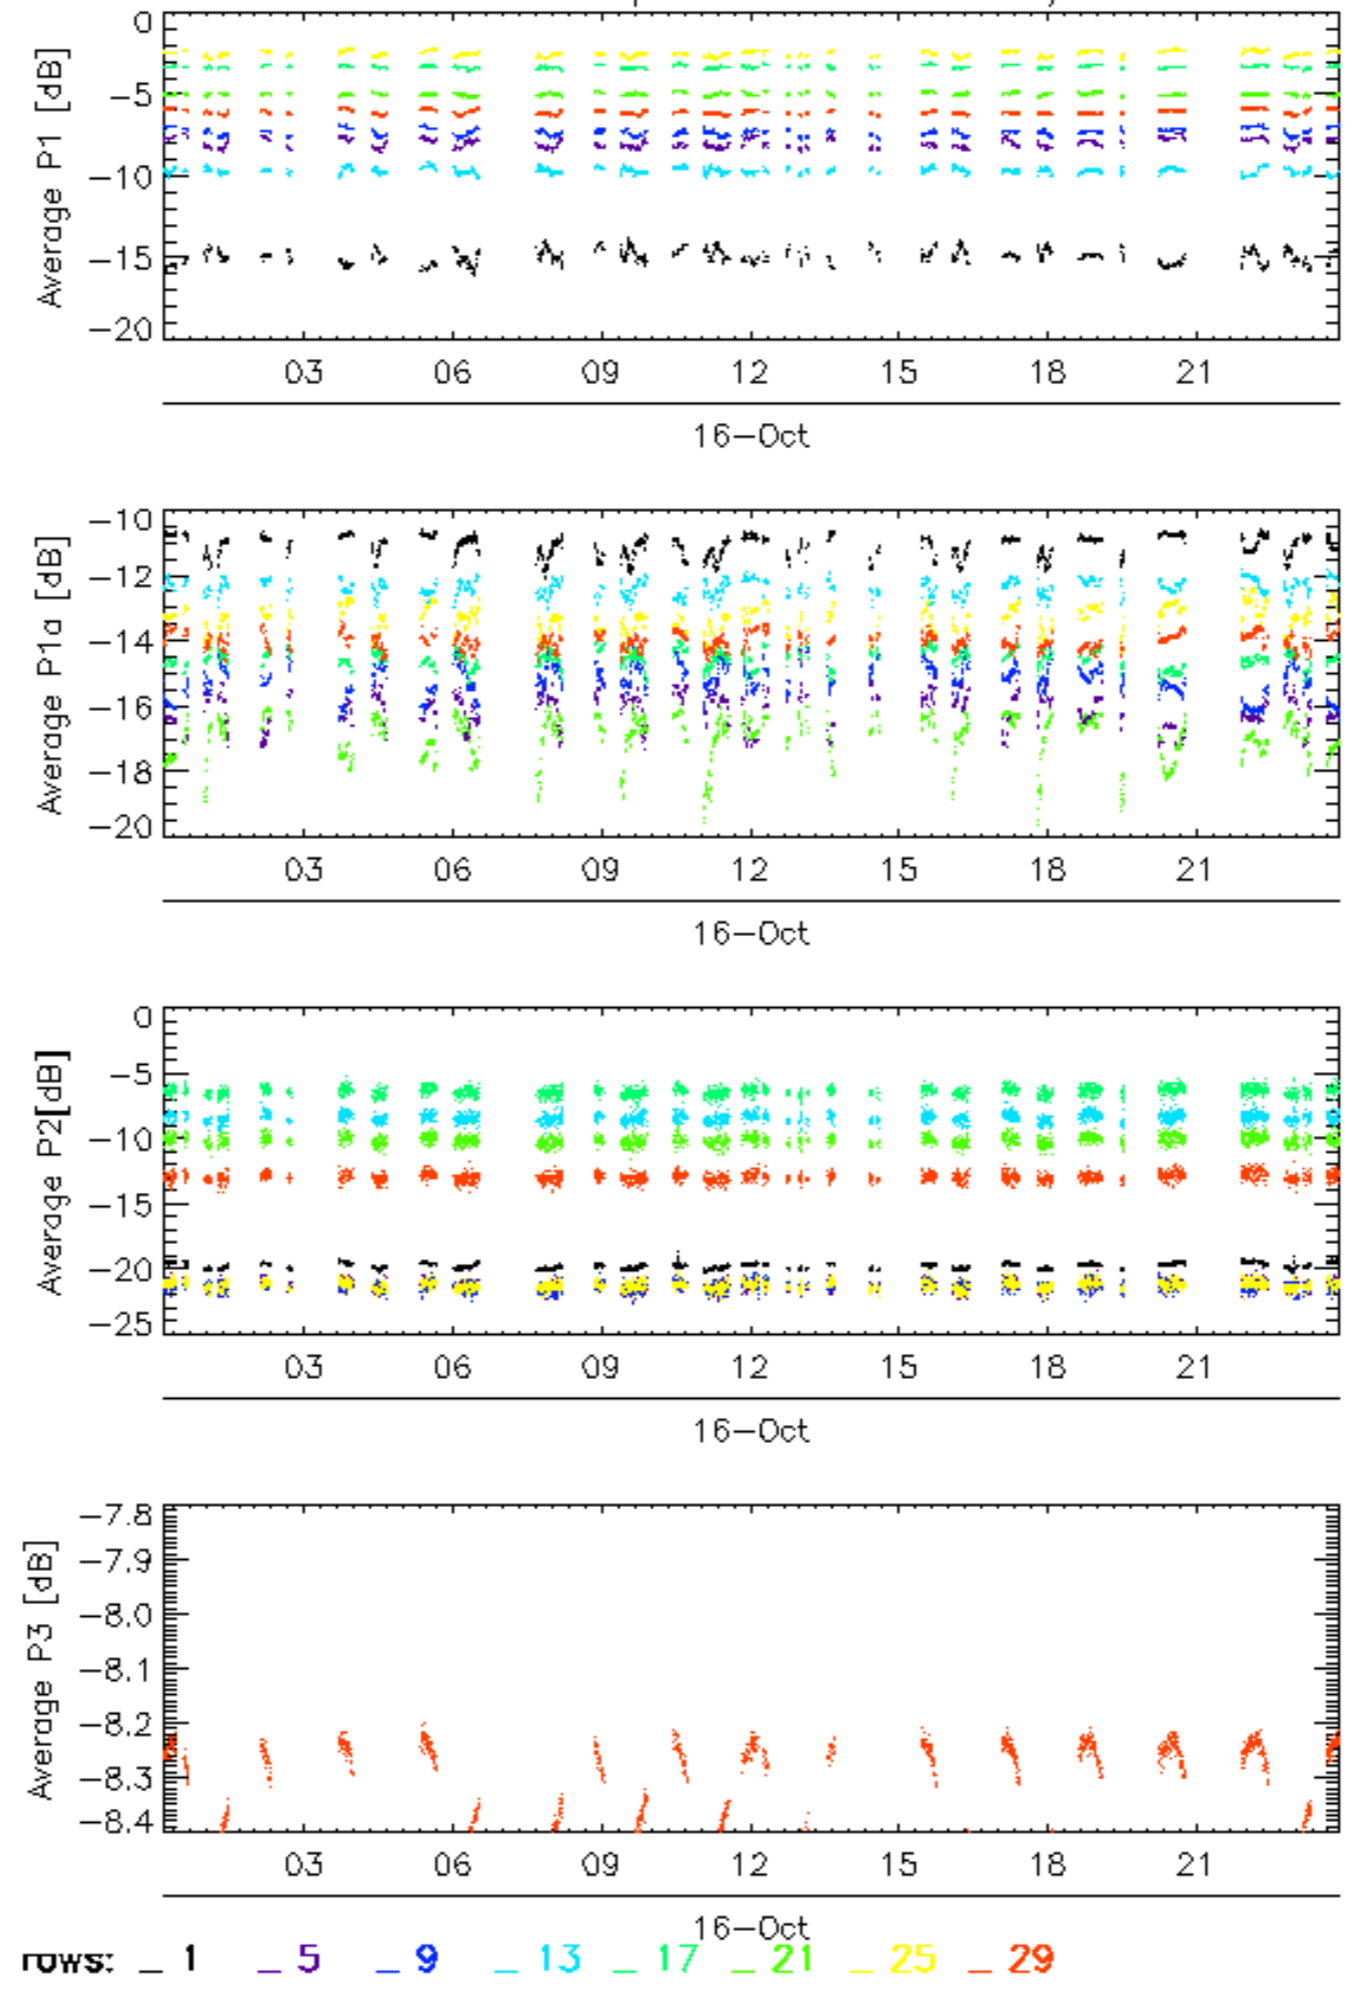 Average P1 [dB]
0
−5
−10
−15
−20
03 06 09 12 15 18 21
16−Oct
Average P1a [dB]
−10
−12
−14
−16
−18
−20
03 06 09 12 15 18 21
16−Oct
Average P2[dB]
0
−5
−10
−15
−20
−25
03 06 09 12 15 18 21
16−Oct
Average P3 [dB]
−7.8
−7.9
−8.0
−8.1
−8.2
−8.3
−8.4
03 06 09 12 15 18 21
16−Oct
rows: _ 1 _ 5 _ 9 _ 13 _ 17 _ 21 _ 25 _ 29